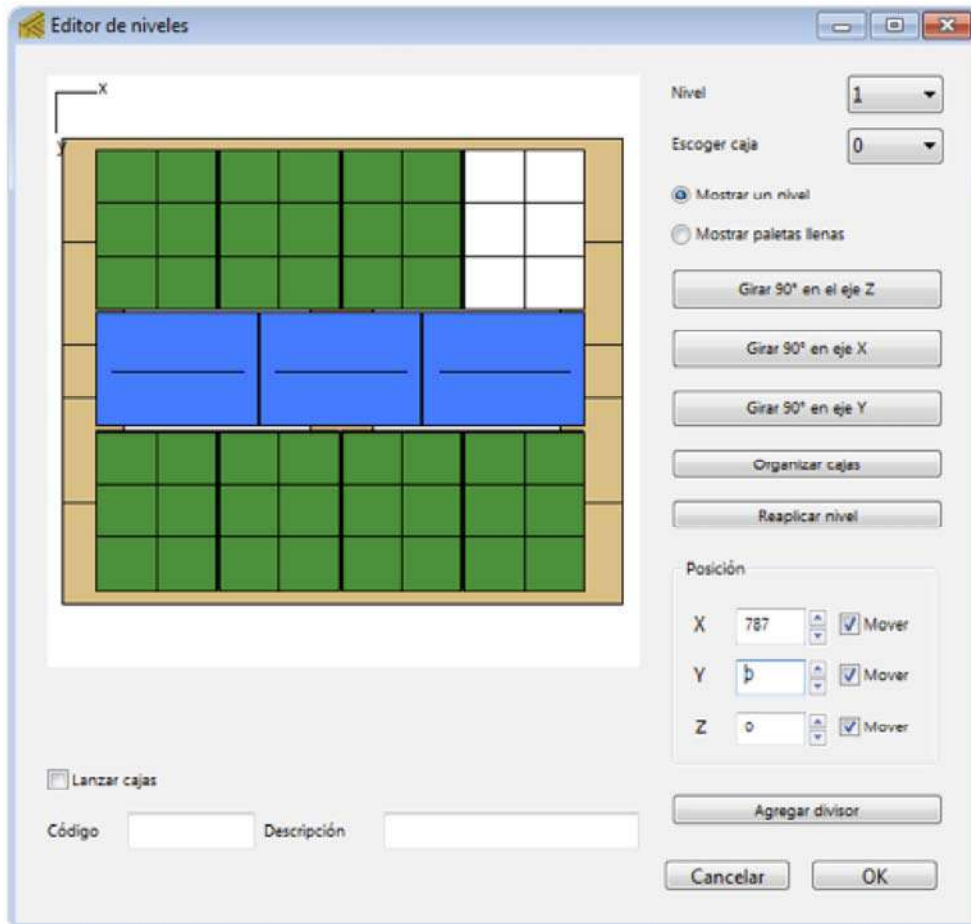 Editor de niveles
x
y
Nivel 1
Escoger caja 0
Mostrar un nivel
Mostrar paletas llenas
Girar 90° en el eje Z
Girar 90° en eje X
Girar 90° en eje Y
Organizar cajas
Reaplicar nivel
Posición
X 787 Mover
Y 0 Mover
Z 0 Mover
Lanzar cajas
Código Descripción
Agregar divisor
Cancelar OK